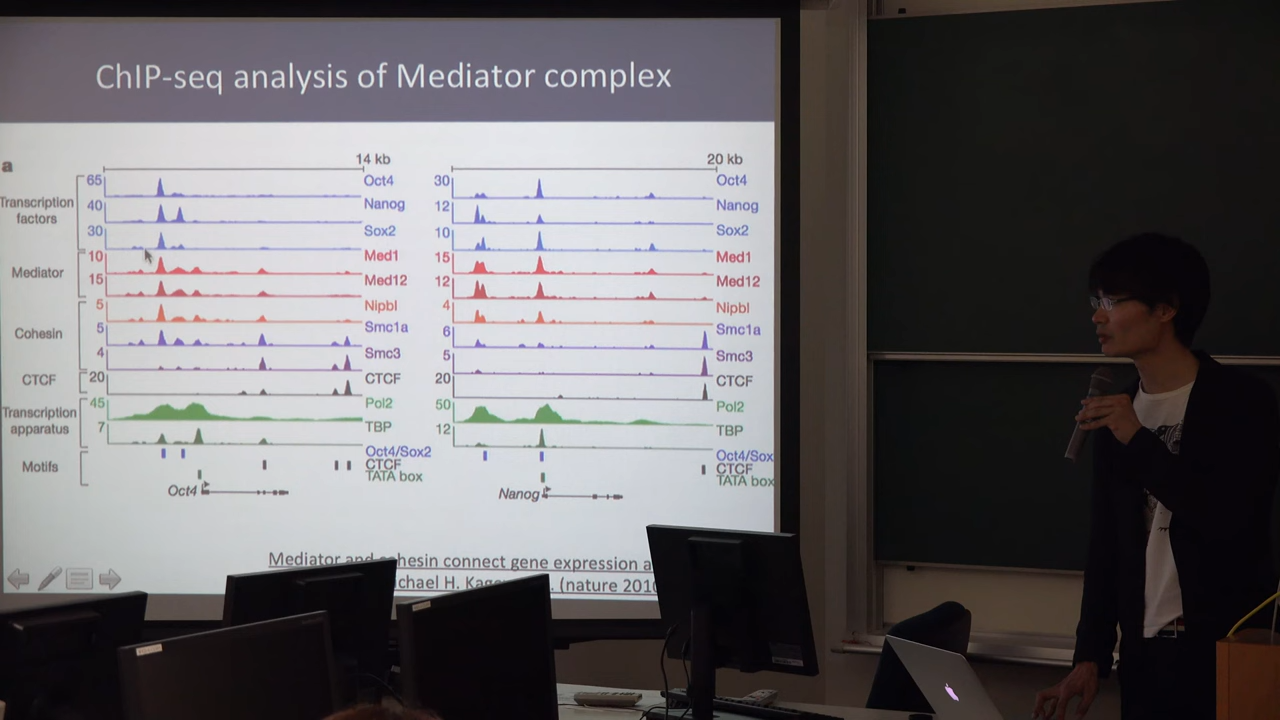 ChIP-seq analysis of Mediator complex
a
14 kb
Transcription
factors
65 Oct4
40 Nanog
30 Sox2
Mediator
10 Med1
15 Med12
Cohesin
5 Nipbl
5 Smc1a
4 Smc3
CTCF
20 CTCF
Transcription
apparatus
45 Pol2
7 TBP
Motifs
Oct4/Sox2
CTCF
TATA box
Oct4
20 kb
30 Oct4
12 Nanog
10 Sox2
15 Med1
12 Med12
4 Nipbl
6 Smc1a
5 Smc3
20 CTCF
50 Pol2
12 TBP
Oct4/Sox
CTCF
TATA box
Nanog
Mediator and cohesin connect gene expression a
chael H. (nature 201